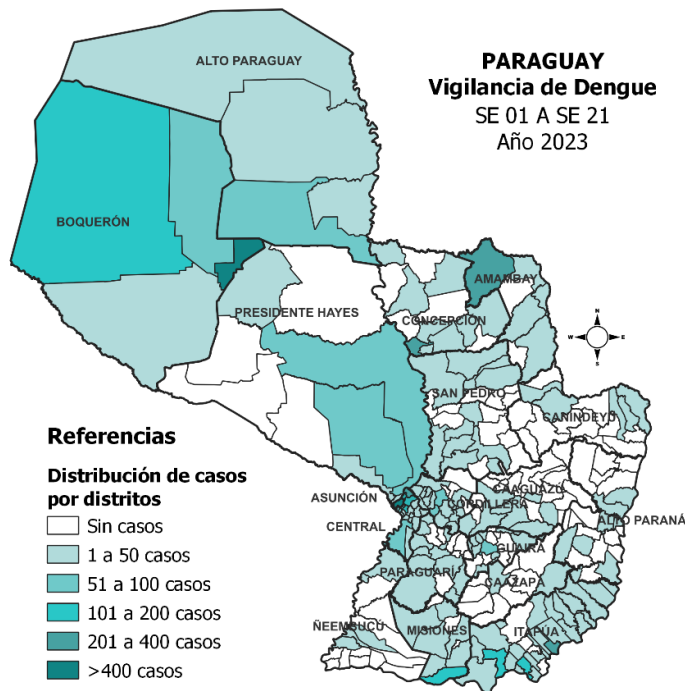 PARAGUAY
Vigilancia de Dengue
SE 01 A SE 21
Año 2023
ALTO PARAGUAY
BOQUERÓN
AMAMBAY
PRESIDENTE HAYES
CONCEPCIÓN
N
W
E
S
SAN PEDRO
CANINDEYÚ
Referencias
Distribución de casos
por distritos
Sin casos
1 a 50 casos
51 a 100 casos
101 a 200 casos
201 a 400 casos
>400 casos
CAAGUAZÚ
ASUNCIÓN
CORDILLERA
ALTO PARANÁ
CENTRAL
GUAIRÁ
PARAGUARÍ
CAAZAPÁ
ÑEEMBUCÚ
MISIONES
ITAPÚA